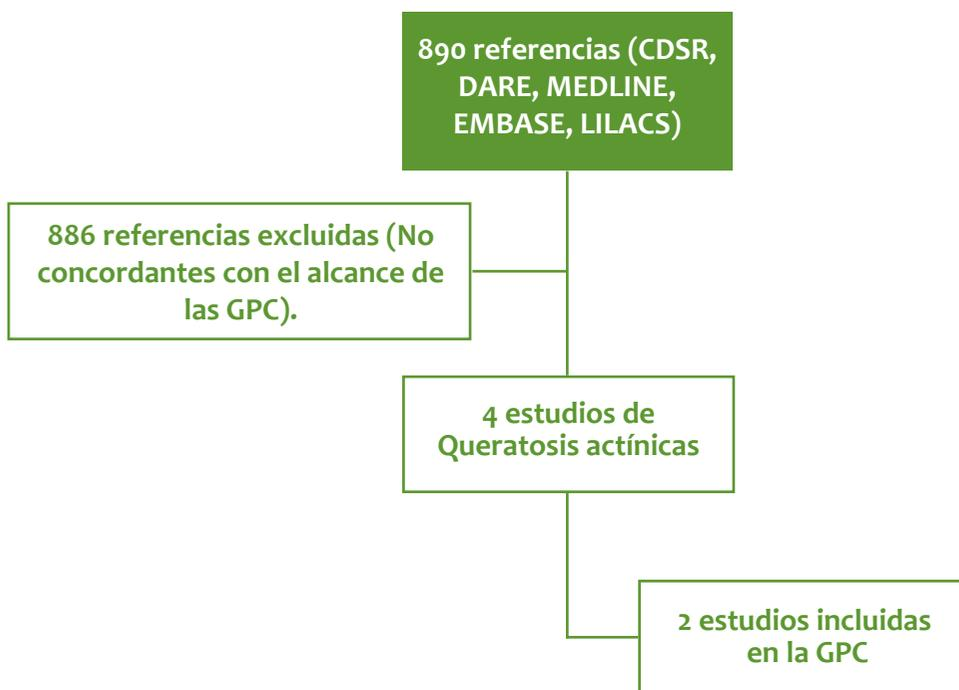 890 referencias (CDSR,
DARE, MEDLINE,
EMBASE, LILACS)
886 referencias excluidas (No
concordantes con el alcance de
las GPC).
4 estudios de
Queratosis actínicas
2 estudios incluidas
en la GPC